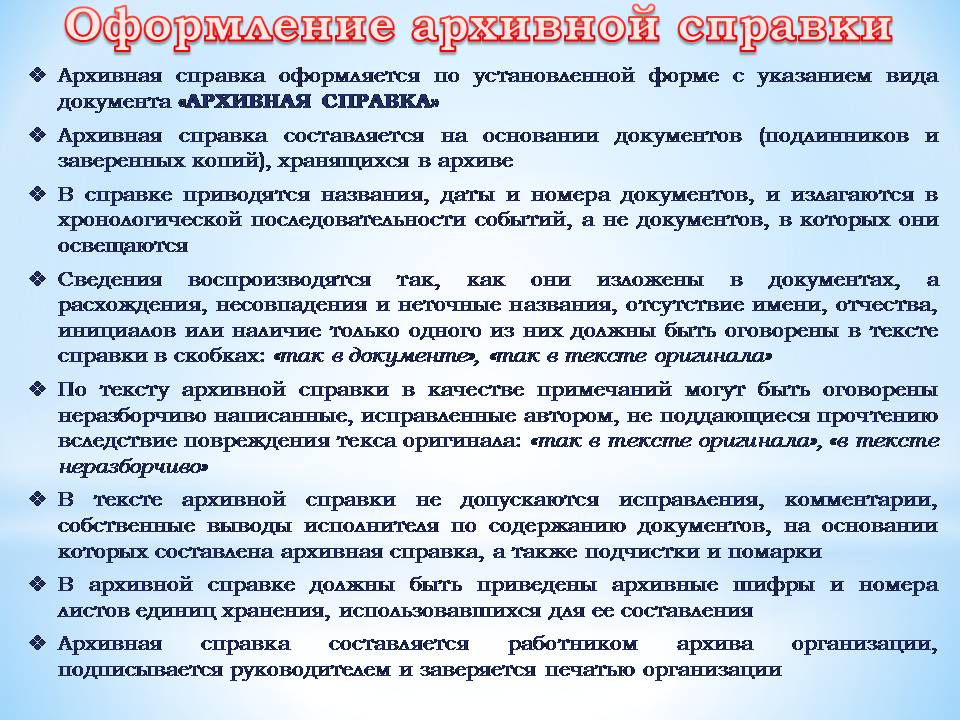 Оформление архивной справки
❖ Архивная справка оформляется по установленной форме с указанием вида
документа «АРХИВНАЯ СПРАВКА»
❖ Архивная справка составляется на основании документов (подлинников и
заверенных копий), хранящихся в архиве
❖ В справке приводятся названия, даты и номера документов, и излагаются в
хронологической последовательности событий, а не документов, в которых они
освещаются
❖ Сведения воспроизводятся так, как они изложены в документах, а
расхождения, несовпадения и неточные названия, отсутствие имени, отчества,
инициалов или наличие только одного из них должны быть оговорены в тексте
справки в скобках: «так в документе», «так в тексте оригинала»
❖ По тексту архивной справки в качестве примечаний могут быть оговорены
неразборчиво написанные, исправленные автором, не поддающиеся прочтению
вследствие повреждения текса оригинала: «так в тексте оригинала», «в тексте
неразборчиво»
❖ В тексте архивной справки не допускаются исправления, комментарии,
собственные выводы исполнителя по содержанию документов, на основании
которых составлена архивная справка, а также подчистки и помарки
❖ В архивной справке должны быть приведены архивные шифры и номера
листов единиц хранения, использовавшихся для ее составления
❖ Архивная справка составляется работником архива организации,
подписывается руководителем и заверяется печатью организации